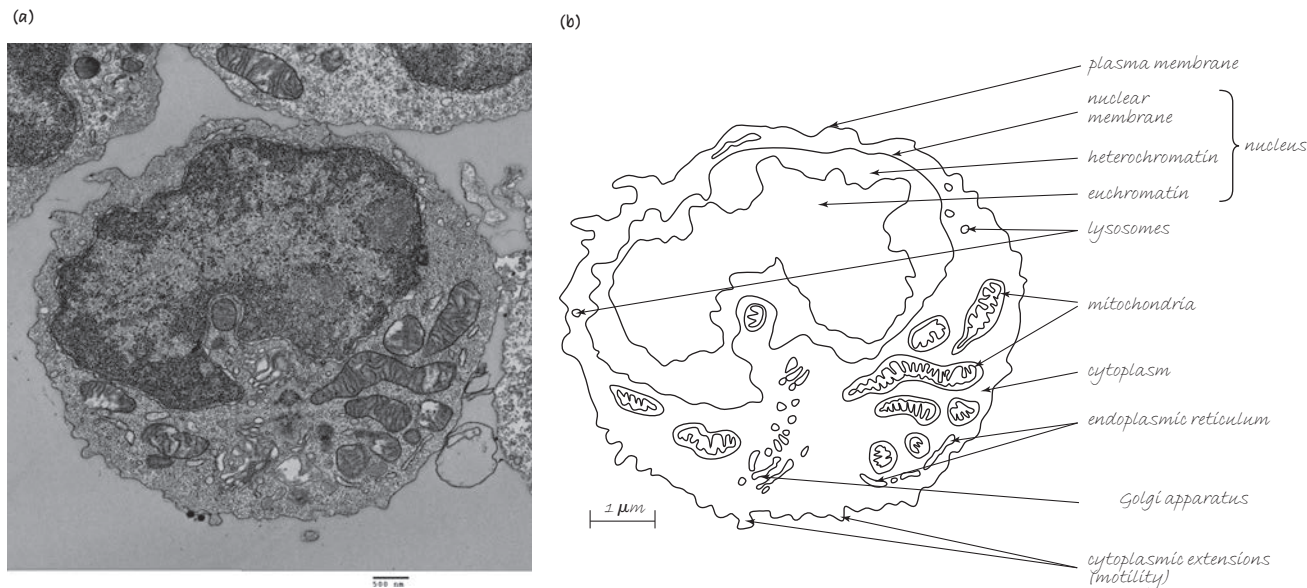 (a)
(b)
plasma membrane
nuclear
membrane
heterochromatin
euchromatin
nucleus
lysosomes
mitochondria
cytoplasm
endoplasmic reticulum
Golgi apparatus
cytoplasmic extensions
(motility)
1 μm
500 nm